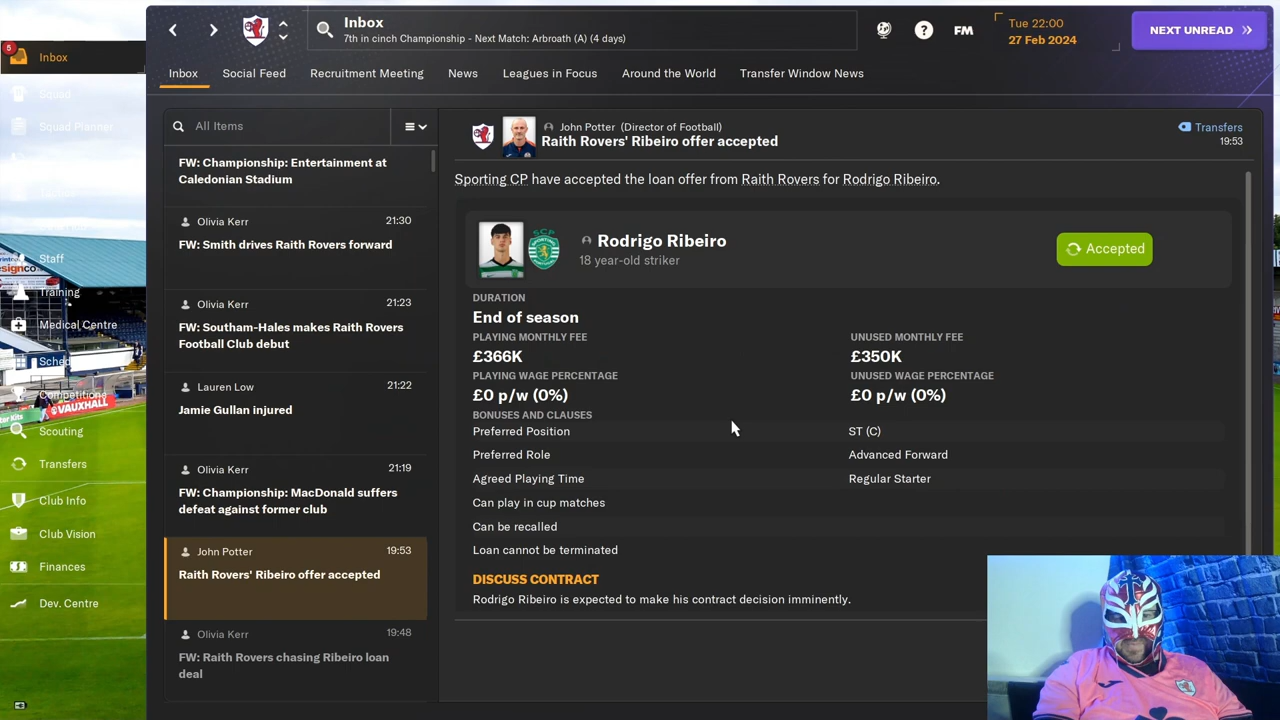 Inbox
7th in cinch Championship - Next Match: Arbroath (A) (4 days)
FM
Tue 22:00
27 Feb 2024
NEXT UNREAD
5
Inbox
Squad
Squad Planner
Staff
Training
Medical Centre
Sched
Competitions
Scouting
Transfers
Club Info
Club Vision
Finances
Dev. Centre
Inbox
Social Feed
Recruitment Meeting
News
Leagues in Focus
Around the World
Transfer Window News
All Items
FW: Championship: Entertainment at
Caledonian Stadium
Olivia Kerr
21:30
FW: Smith drives Raith Rovers forward
Olivia Kerr
21:23
FW: Southam-Hales makes Raith Rovers
Football Club debut
Lauren Low
21:22
Jamie Gullan injured
Olivia Kerr
21:19
FW: Championship: MacDonald suffers
defeat against former club
John Potter
19:53
Raith Rovers' Ribeiro offer accepted
Olivia Kerr
19:48
FW: Raith Rovers chasing Ribeiro loan
deal
John Potter (Director of Football)
Raith Rovers' Ribeiro offer accepted
Transfers
19:53
Sporting CP have accepted the loan offer from Raith Rovers for Rodrigo Ribeiro.
Rodrigo Ribeiro
18 year-old striker
Accepted
DURATION
End of season
PLAYING MONTHLY FEE
UNUSED MONTHLY FEE
£366K
£350K
PLAYING WAGE PERCENTAGE
UNUSED WAGE PERCENTAGE
£0 p/w (0%)
£0 p/w (0%)
BONUSES AND CLAUSES
Preferred Position
ST (C)
Preferred Role
Advanced Forward
Agreed Playing Time
Regular Starter
Can play in cup matches
Can be recalled
Loan cannot be terminated
DISCUSS CONTRACT
Rodrigo Ribeiro is expected to make his contract decision imminently.
VAUXHALL